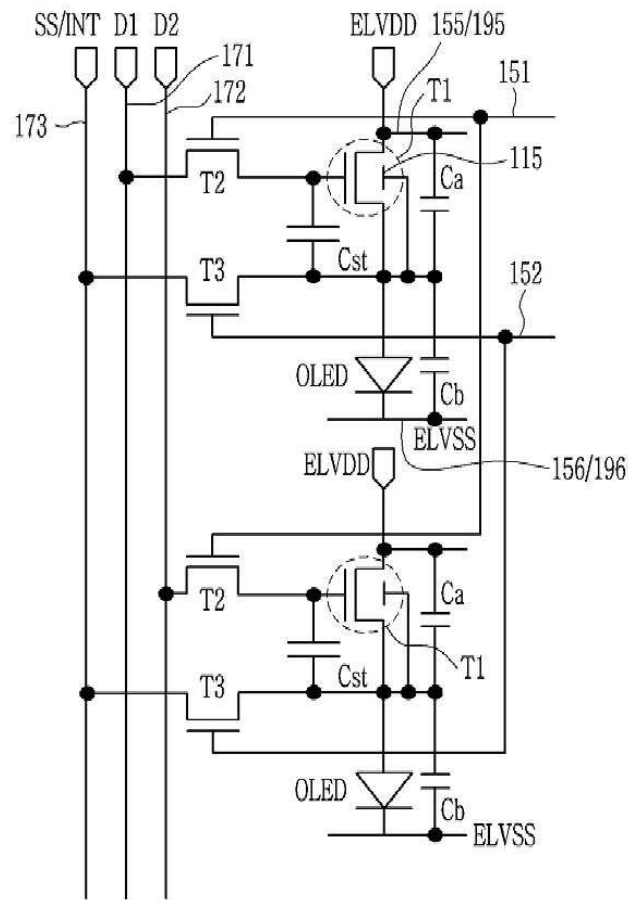 SS/INT D1 D2 ELVDD 155/195
171 T1
172 151
173
115
T2 Ca
Cst
T3
152
OLED
Cb
ELVSS
ELVDD 156/196
T2 Ca
T1
T3 Cst
OLED Cb
ELVSS